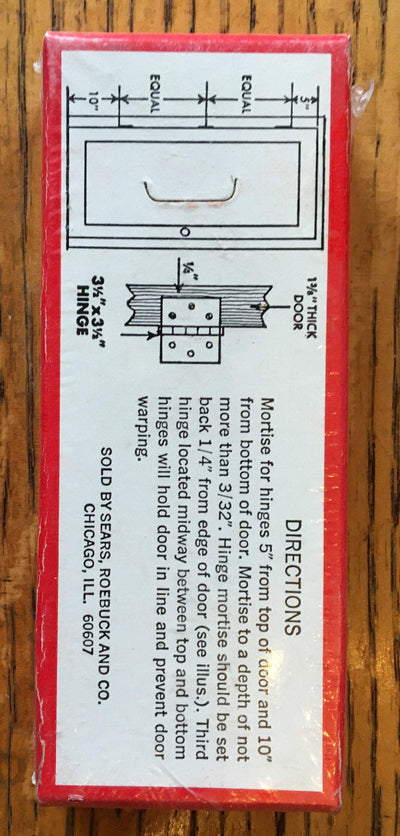 5"
EQUAL
EQUAL
10"
1⅜" THICK
DOOR
¼"
3½"x3½"
HINGE
DIRECTIONS
Mortise for hinges 5" from top of door and 10"
from bottom of door. Mortise to a depth of not
more than 3/32". Hinge mortise should be set
back 1/4" from edge of door (see illus.). Third
hinge located midway between top and bottom
hinges will hold door in line and prevent door
warping.
SOLD BY SEARS, ROEBUCK AND CO.
CHICAGO, ILL. 60607